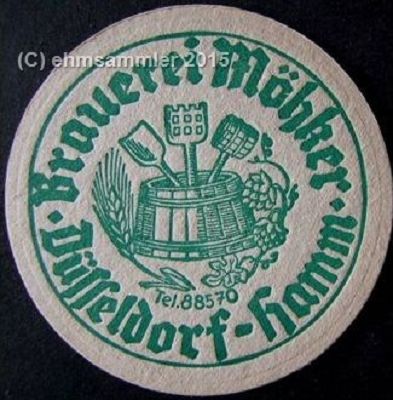 (C) ehmsammler 2015
· Brauerei Möhker ·
Tel. 88570
Düsseldorf-Hamm